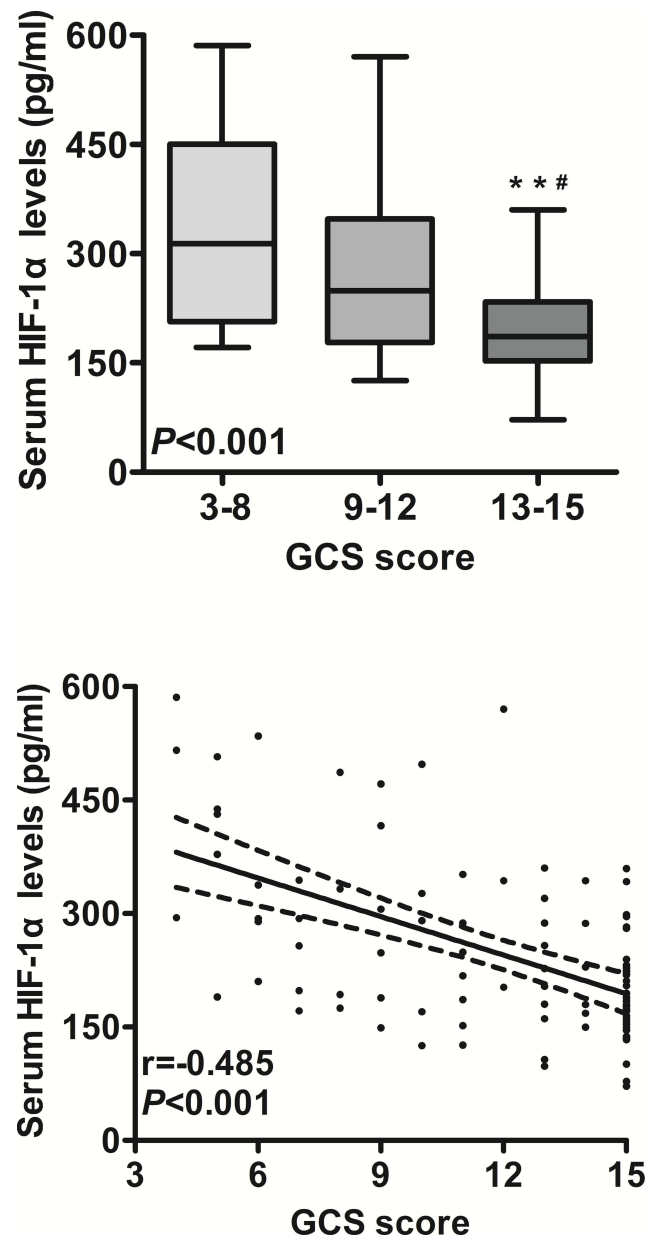 Serum HIF-1α levels (pg/ml)
600
450
300
150
0
* * #
P<0.001
3-8 9-12 13-15
GCS score
Serum HIF-1α levels (pg/ml)
600
450
300
150
0
r=-0.485
P<0.001
3 6 9 12 15
GCS score